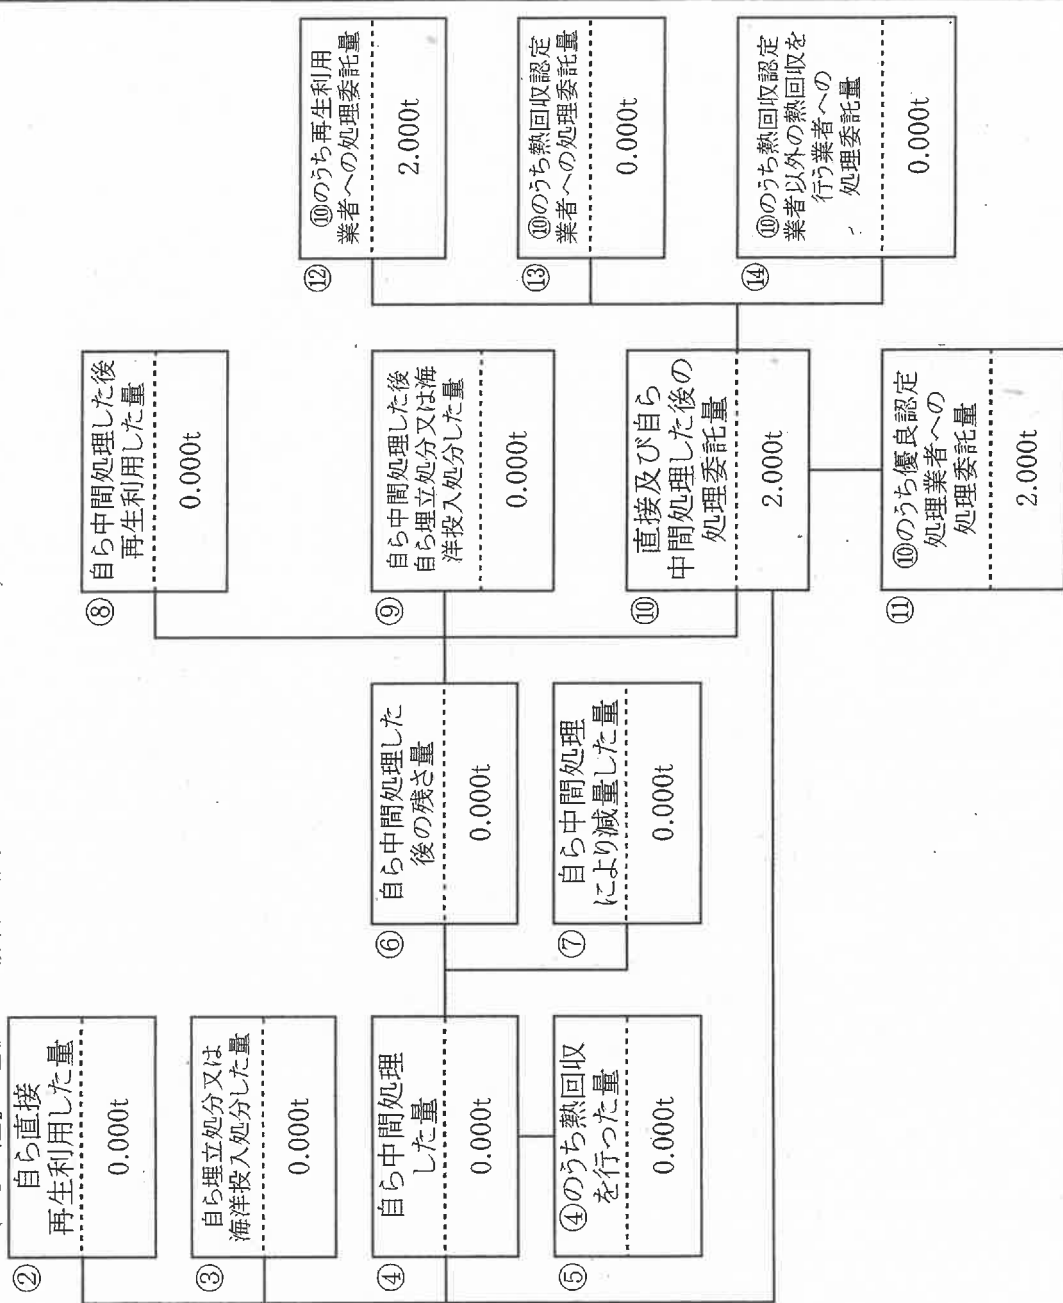 ②
自ら直接
再生利用した量
0.000t
③
自ら埋立処分又は
海洋投入処分した量
0.000t
④
自ら中間処理
した量
0.000t
⑤
④のうち熱回収
を行った量
0.000t
⑥
自ら中間処理した
後の残さ量
0.000t
⑦
自ら中間処理
により減量した量
0.000t
⑧
自ら中間処理した後
再生利用した量
0.000t
⑨
自ら中間処理した後
自ら埋立処分又は海
洋投入処分した量
0.000t
⑩
直接及び自ら
中間処理した後の
処理委託量
2.000t
⑪
⑩のうち優良認定
処理業者への
処理委託量
2.000t
⑫
⑩のうち再生利用
業者への処理委託量
2.000t
⑬
⑩のうち熱回収認定
業者への処理委託量
0.000t
⑭
⑩のうち熱回収認定
業者以外の熱回収を
行う業者への
処理委託量
0.000t